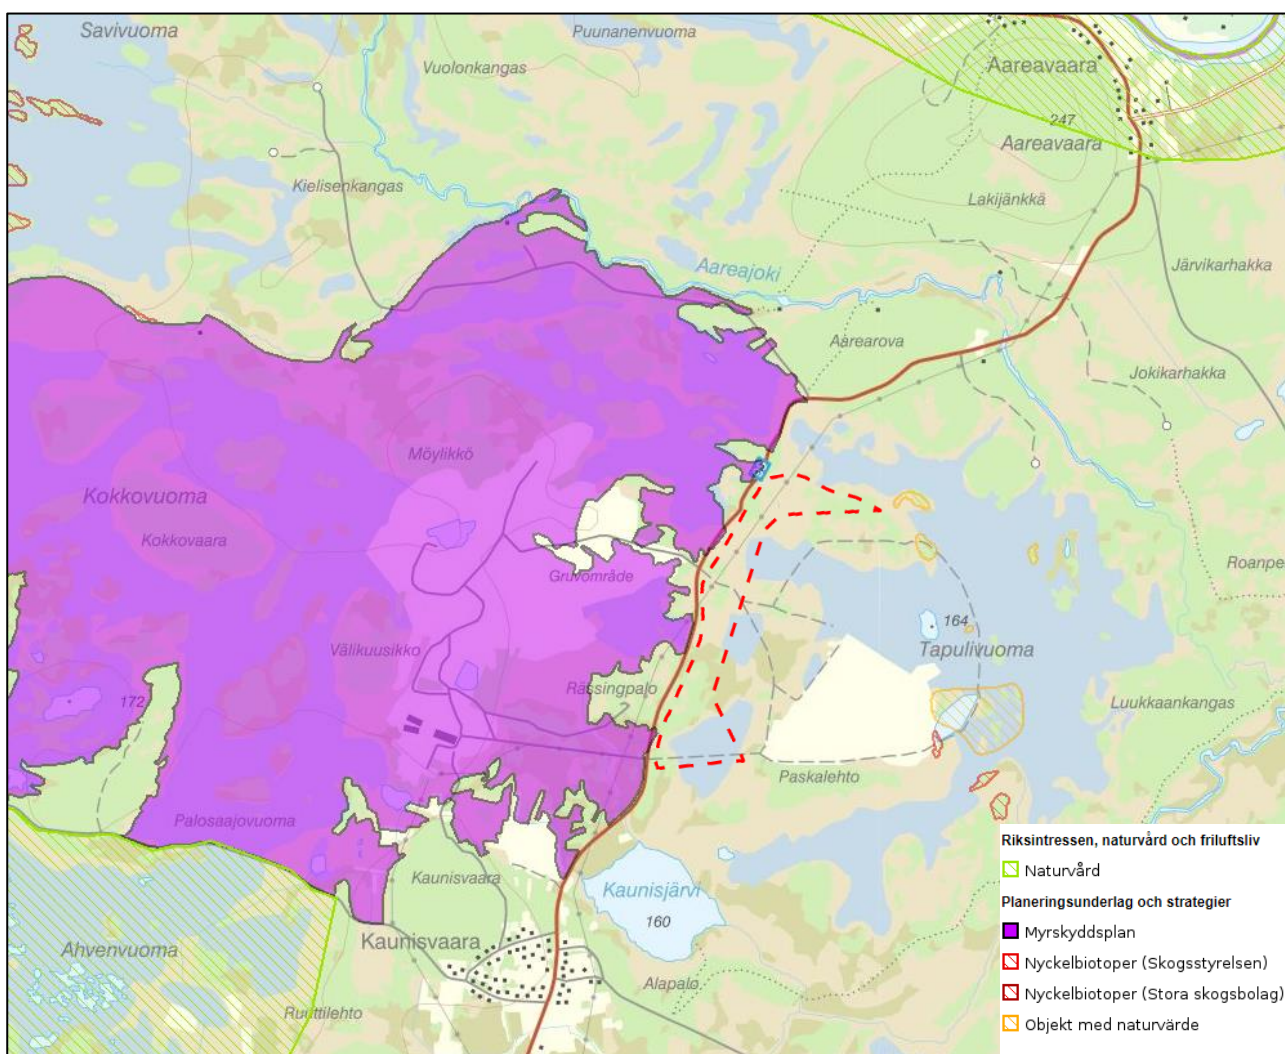 Savivuoma
Puunanenvuoma
Vuolonkangas
Aareavaara
247
Aareavaara
Kielisenkangas
Lakijänkkä
Järvikarhakka
Aareajoki
Aarearova
Jokikarhakka
Möylikkö
Kokkovuoma
Kokkovaara
Gruvområde
Roanpe
164
Tapulivuoma
Välikuusikko
Rässingpalo
172
Luukkaankangas
Paskalehto
Palosaajovuoma
Kaunisvaara
Kaunisjärvi
160
Kaunisvaara
Ahvenvuoma
Alapalo
Ruuttilehto
Riksintressen, naturvård och friluftsliv
Naturvård
Planeringsunderlag och strategier
Myrskyddsplan
Nyckelbiotoper (Skogsstyrelsen)
Nyckelbiotoper (Stora skogsbolag)
Objekt med naturvärde